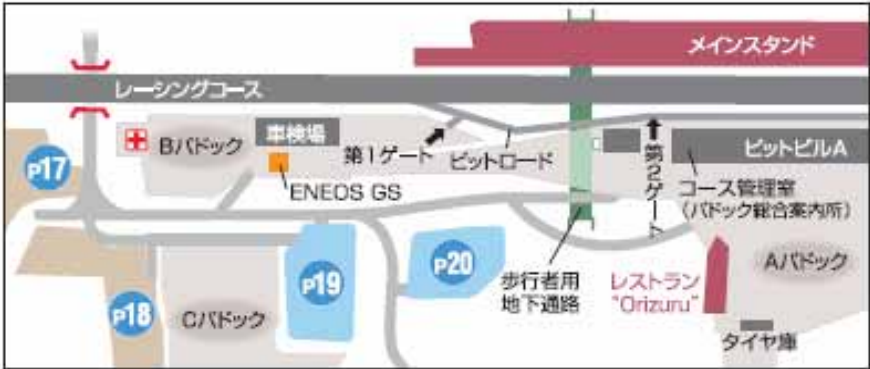 メインスタンド
レーシングコース
車検場
Bパドック
第1ゲート
ピットロード
第2ゲート
ピットビルA
P17
ENEOS GS
コース管理室
(パドック総合案内所)
P19
P20
歩行者用
地下通路
レストラン
"Orizuru"
Aパドック
P18
Cパドック
タイヤ庫